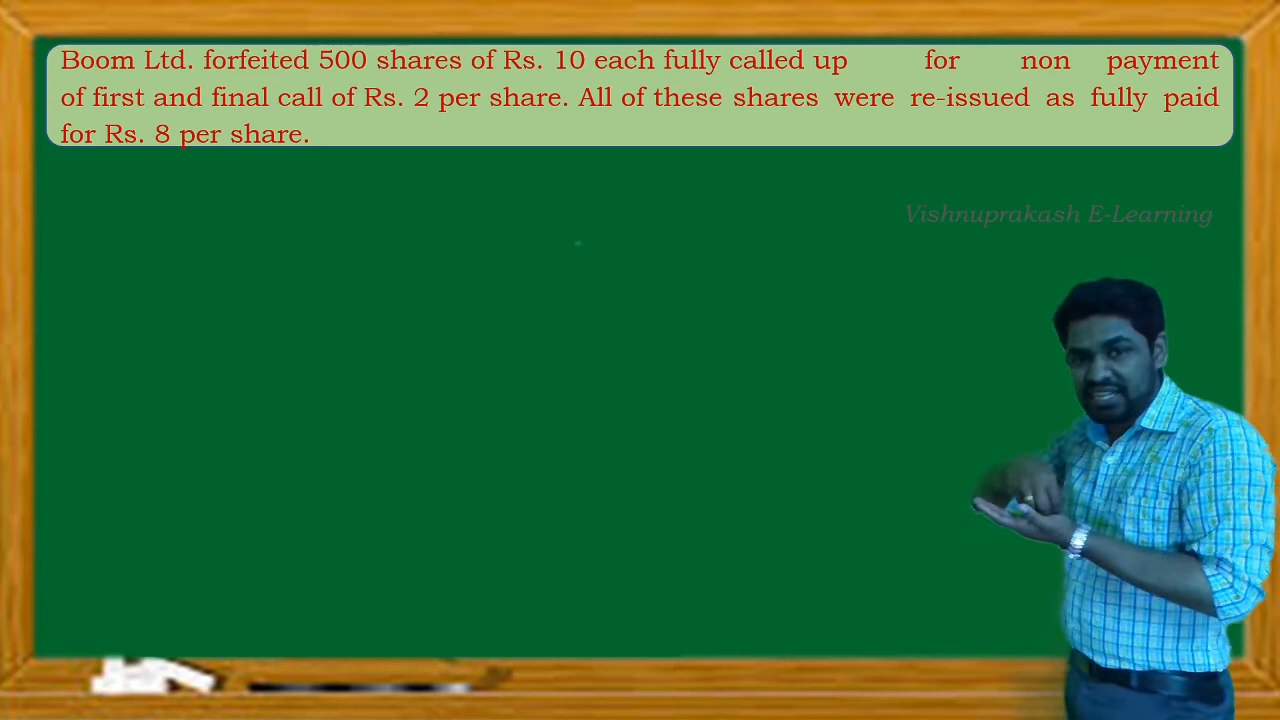 Boom Ltd. forfeited 500 shares of Rs. 10 each fully called up for non payment
of first and final call of Rs. 2 per share. All of these shares were re-issued as fully paid
for Rs. 8 per share.
Vishnuprakash E-Learning